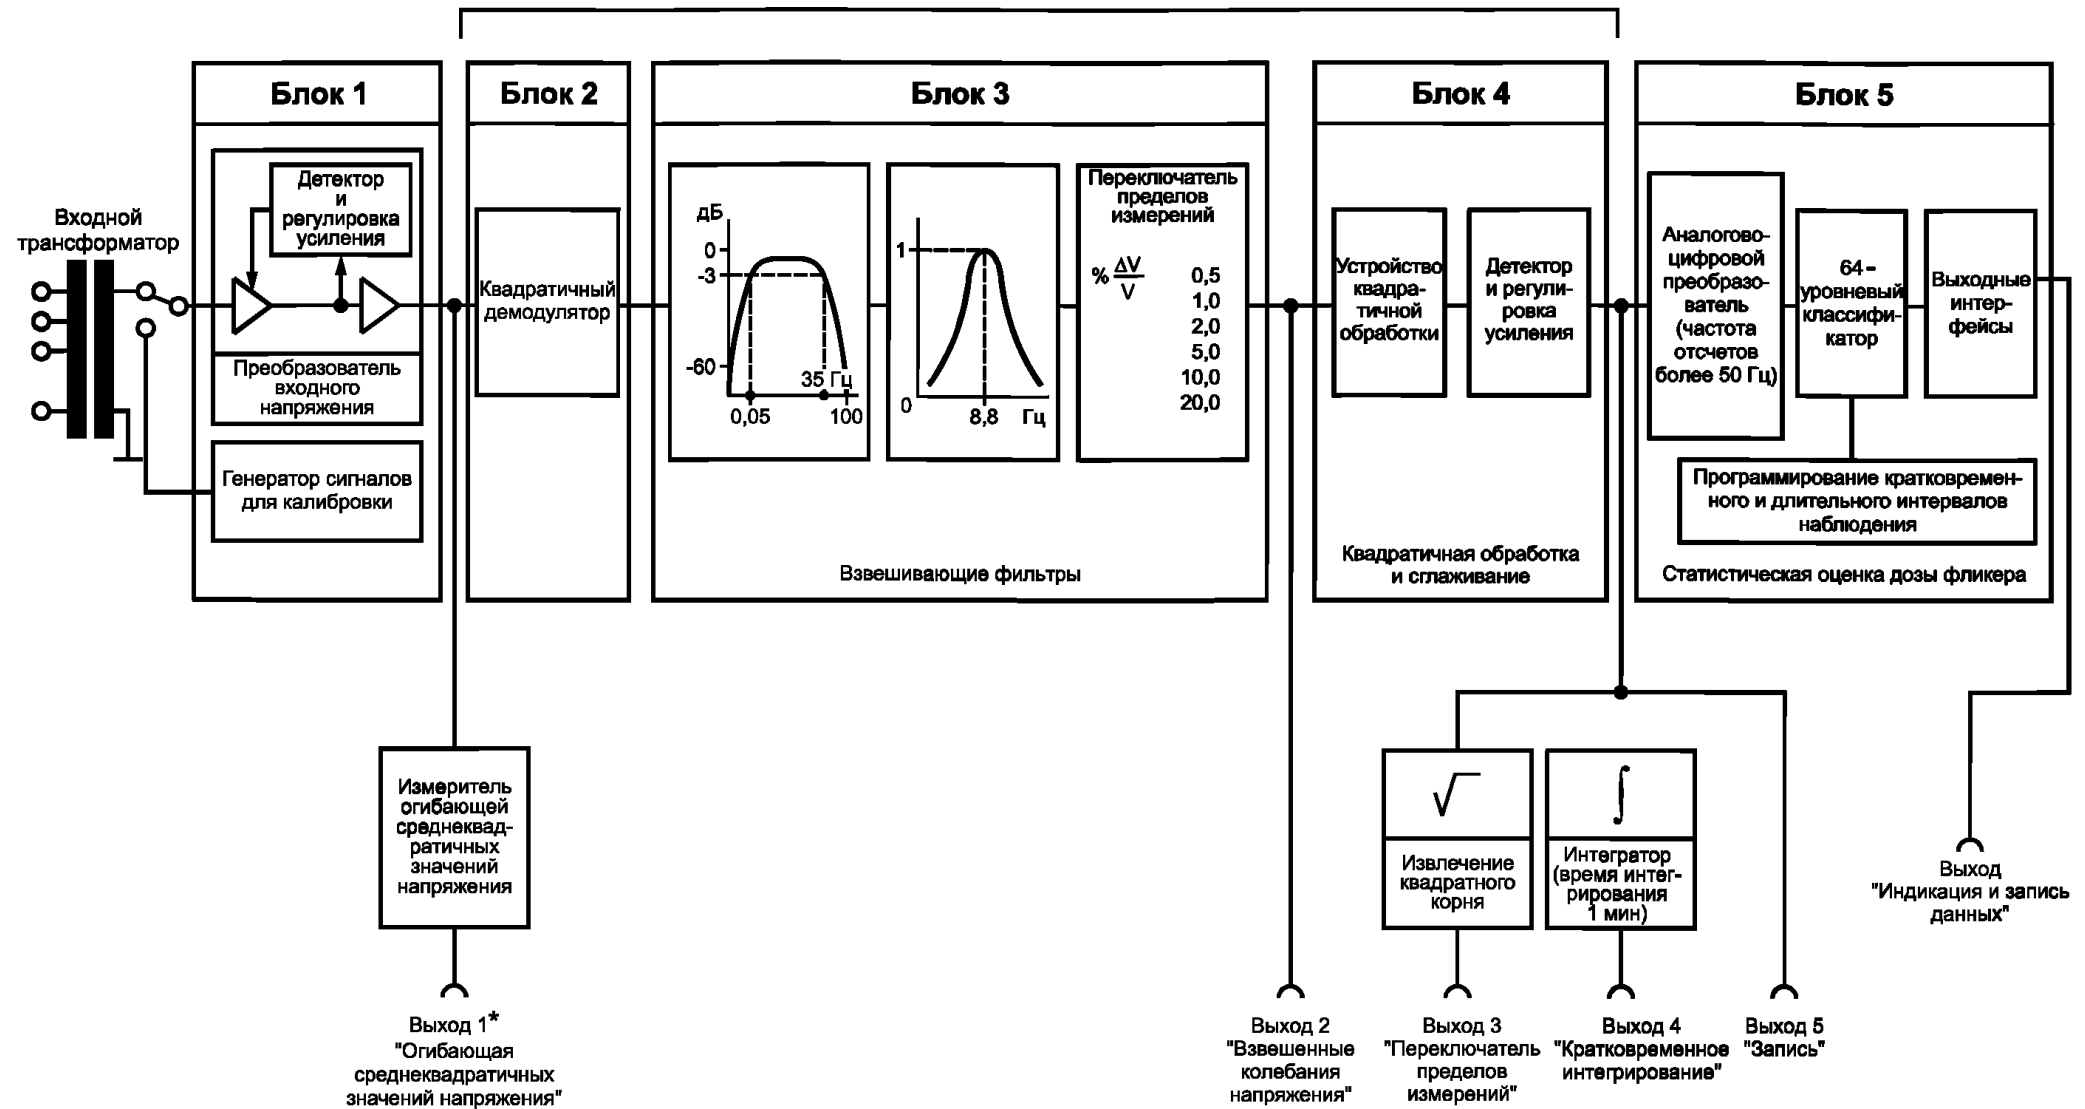 Блок 1
Блок 2
Блок 3
Блок 4
Блок 5
Входной
трансформатор
Детектор
и
регулировка
усиления
Преобразователь
входного
напряжения
Генератор сигналов
для калибровки
Квадратичный
демодулятор
дБ
0
-3
-60
35 Гц
0,05
100
1
0
8,8
Гц
Переключатель
пределов
измерений
% ΔV
V
0,5
1,0
2,0
5,0
10,0
20,0
Взвешивающие фильтры
Устройство
квадра-
тичной
обработки
Детектор
и регули-
ровка
усиления
Квадратичная обработка
и сглаживание
Аналогово-
цифровой
преобразо-
ватель
(частота
отсчетов
более 50 Гц)
64-
уровневый
классифи-
катор
Выходные
интер-
фейсы
Программирование кратковремен-
ного и длительного интервалов
наблюдения
Статистическая оценка дозы фликера
Измеритель
огибающей
среднеквад-
ратичных
значений
напряжения
√
Извлечение
квадратного
корня
∫
Интегратор
(время интег-
рирования
1 мин)
Выход
"Индикация и запись
данных"
Выход 1*
"Огибающая
среднеквадратичных
значений напряжения"
Выход 2
"Взвешенные
колебания
напряжения"
Выход 3
"Переключатель
пределов
измерений"
Выход 4
"Кратковременное
интегрирование"
Выход 5
"Запись"